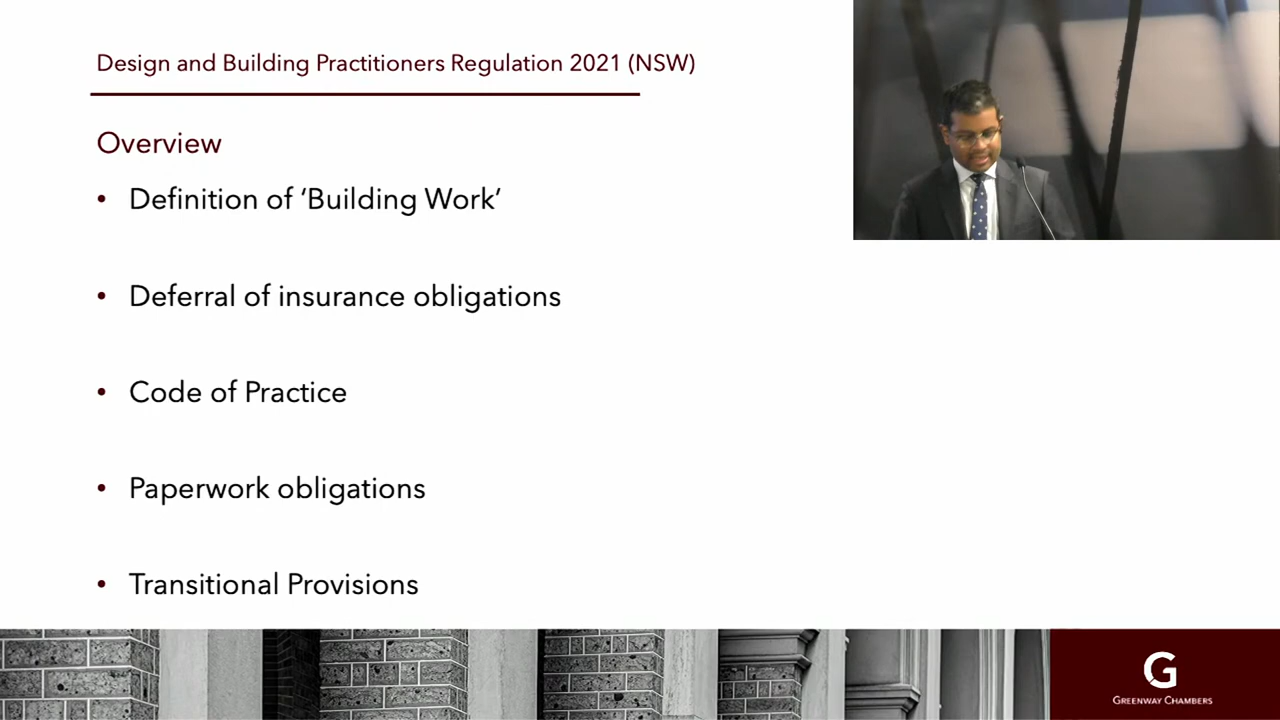 Design and Building Practitioners Regulation 2021 (NSW)
Overview
• Definition of ‘Building Work’
• Deferral of insurance obligations
• Code of Practice
• Paperwork obligations
• Transitional Provisions
G
GREENWAY CHAMBERS